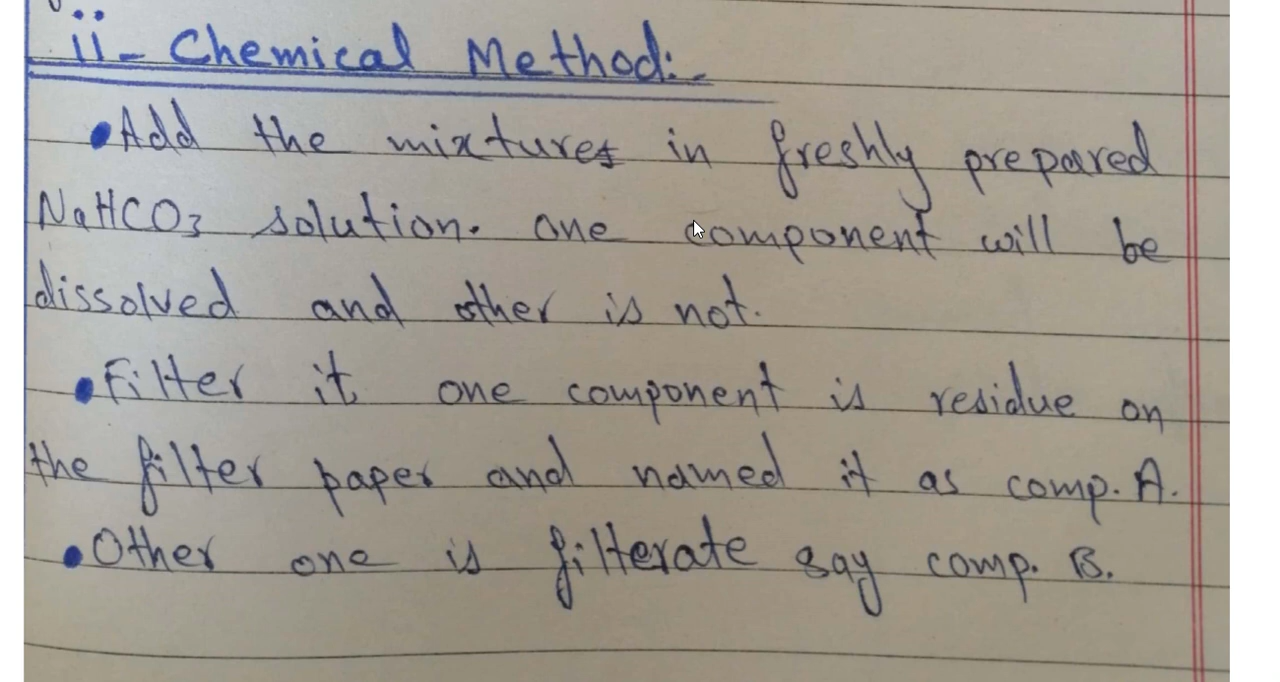 ii- Chemical Method:-
• Add the mixtures in freshly prepared
NaHCO3 solution. one component will be
dissolved and other is not.
• Filter it one component is residue on
the filter paper and named it as comp. A.
• Other one is filterate say comp. B.